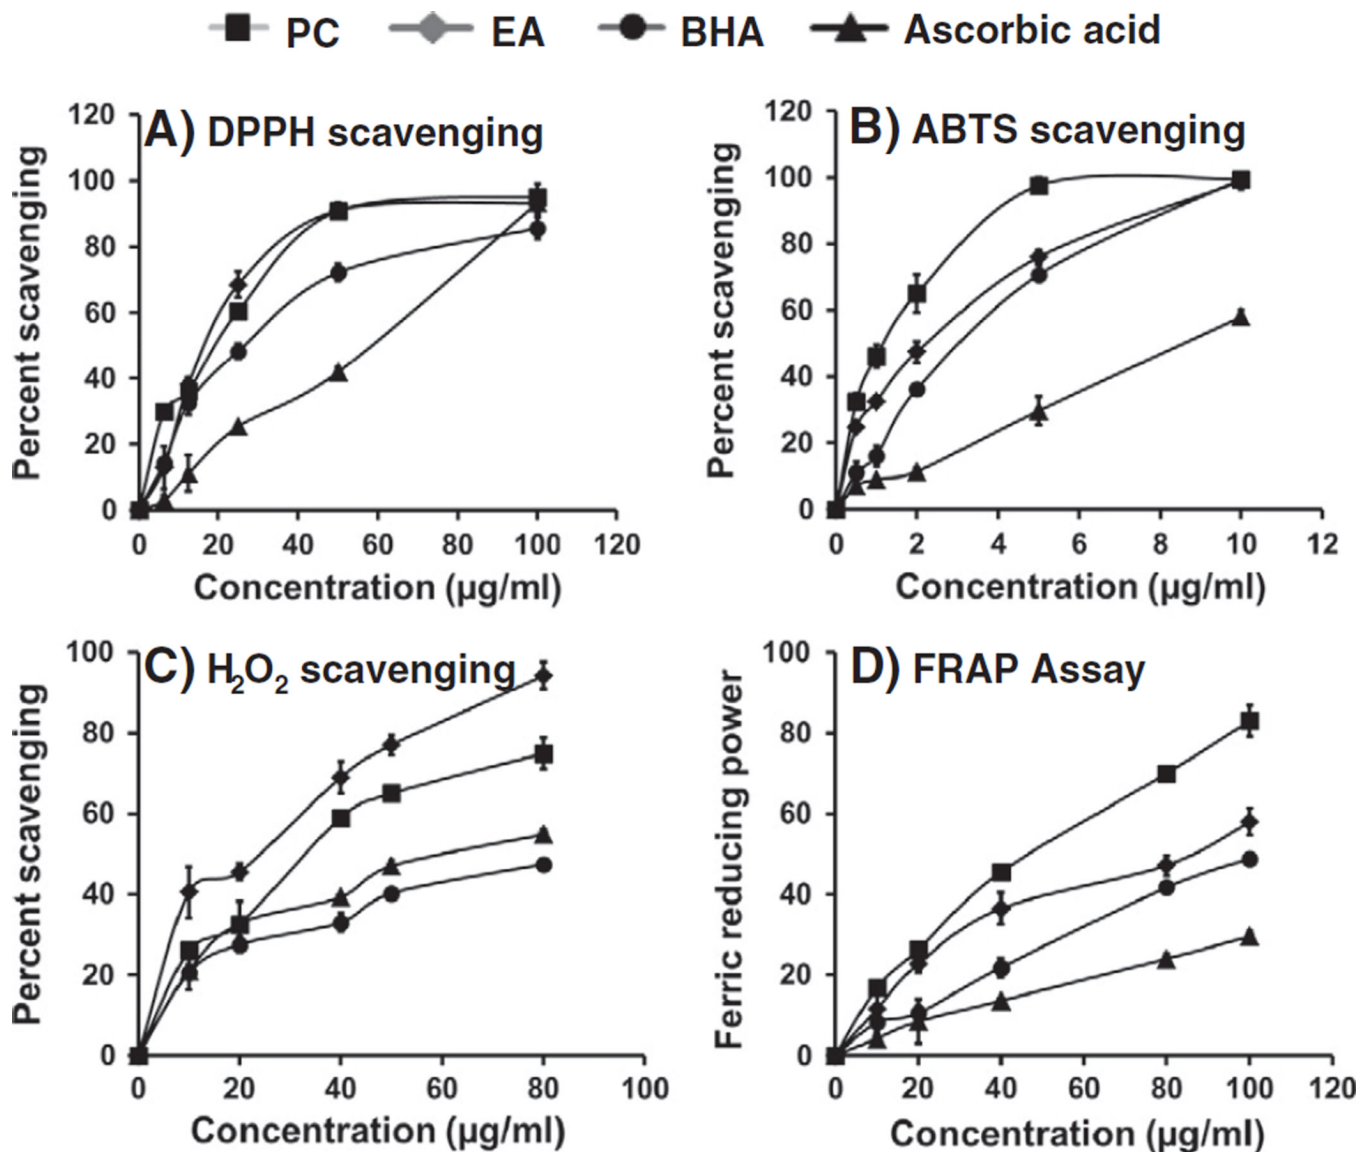 PC EA BHA Ascorbic acid
A) DPPH scavenging
120
100
80
60
40
20
0
Percent scavenging
0 20 40 60 80 100 120
Concentration (µg/ml)
B) ABTS scavenging
120
100
80
60
40
20
0
Percent scavenging
0 2 4 6 8 10 12
Concentration (µg/ml)
C) H₂O₂ scavenging
100
80
60
40
20
0
Percent scavenging
0 20 40 60 80 100
Concentration (µg/ml)
D) FRAP Assay
100
80
60
40
20
0
Ferric reducing power
0 20 40 60 80 100 120
Concentration (µg/ml)